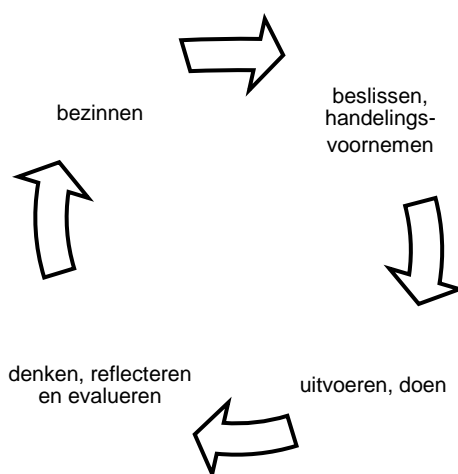 bezinnen
beslissen,
handelings-
voornemen
denken, reflecteren
en evalueren
uitvoeren, doen